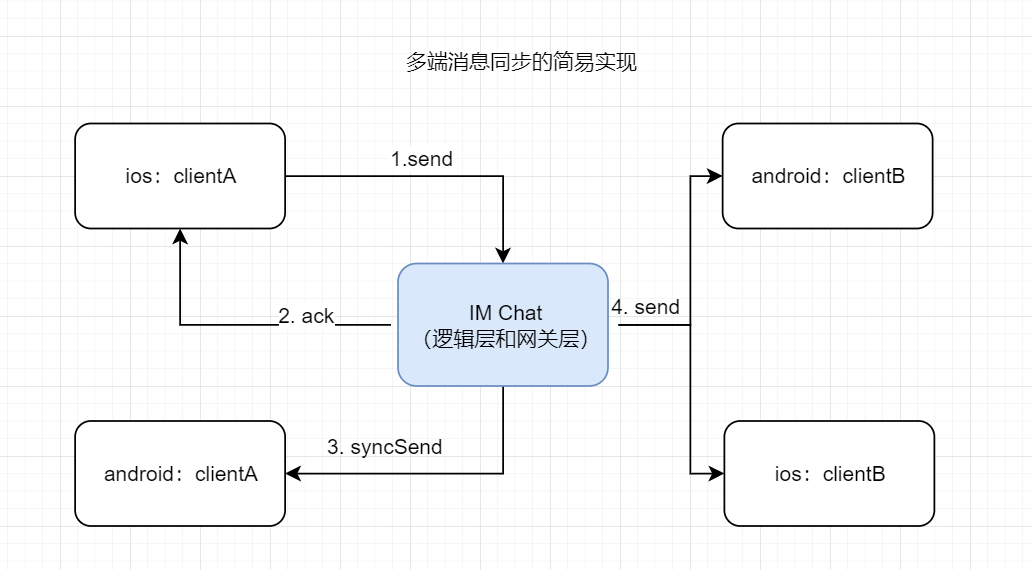 多端消息同步的简易实现
ios：clientA
1.send
android：clientB
2. ack
IM Chat
（逻辑层和网关层）
4. send
3. syncSend
android：clientA
ios：clientB